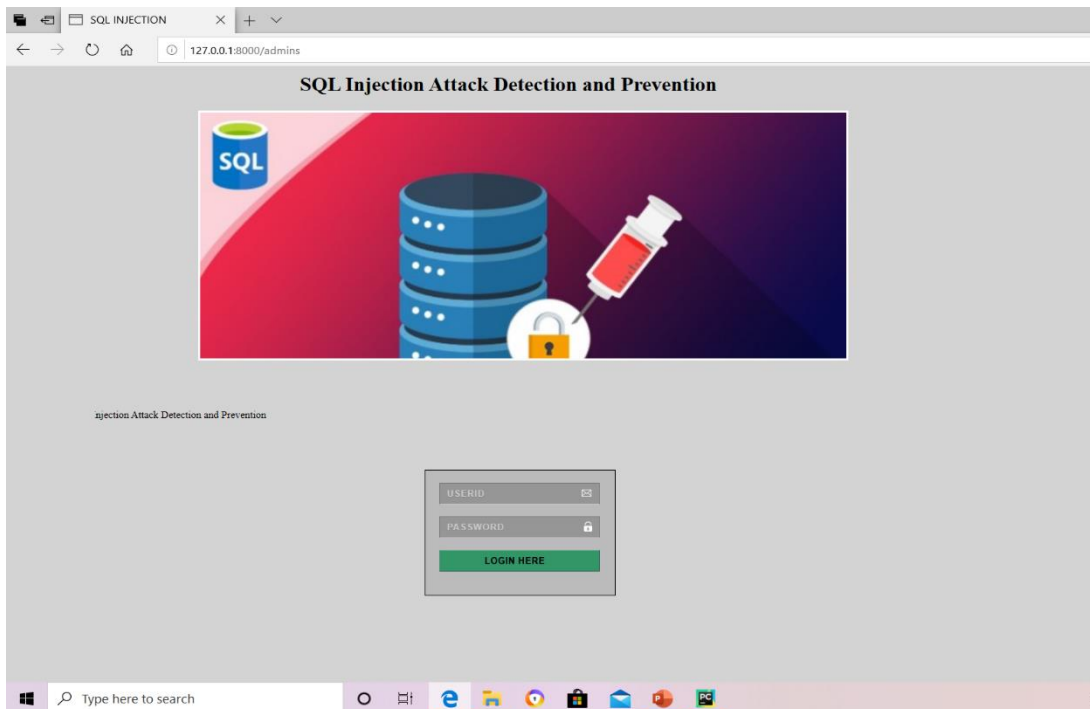 SQL INJECTION
127.0.0.1:8000/admins
SQL Injection Attack Detection and Prevention
SQL
njection Attack Detection and Prevention
USERID
PASSWORD
LOGIN HERE
Type here to search
PC